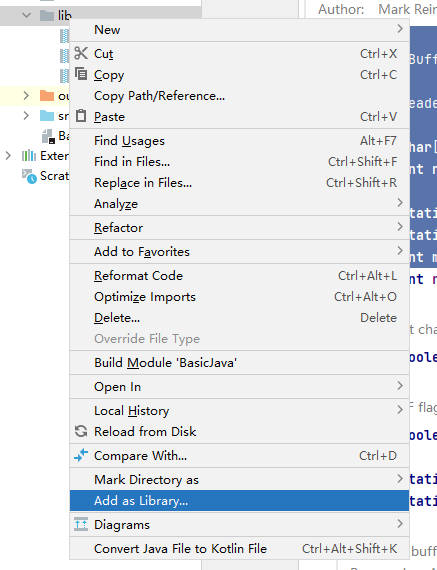 Author: Mark Rein
lib
New
Cut Ctrl+X
Copy Ctrl+C
Copy Path/Reference...
Paste Ctrl+V
Find Usages Alt+F7
Find in Files... Ctrl+Shift+F
Replace in Files... Ctrl+Shift+R
Analyze
Refactor
Add to Favorites
Reformat Code Ctrl+Alt+L
Optimize Imports Ctrl+Alt+O
Delete... Delete
Override File Type
Build Module 'BasicJava'
Open In
Local History
Reload from Disk
Compare With... Ctrl+D
Mark Directory as
Add as Library...
Diagrams
Convert Java File to Kotlin File Ctrl+Alt+Shift+K
ou
sr
Ba
Exter
Scrat
Buff
eade
har[
nt n
tati
tati
nt m
nt n
t cha
oole
F flag
oole
tati
tati
buff